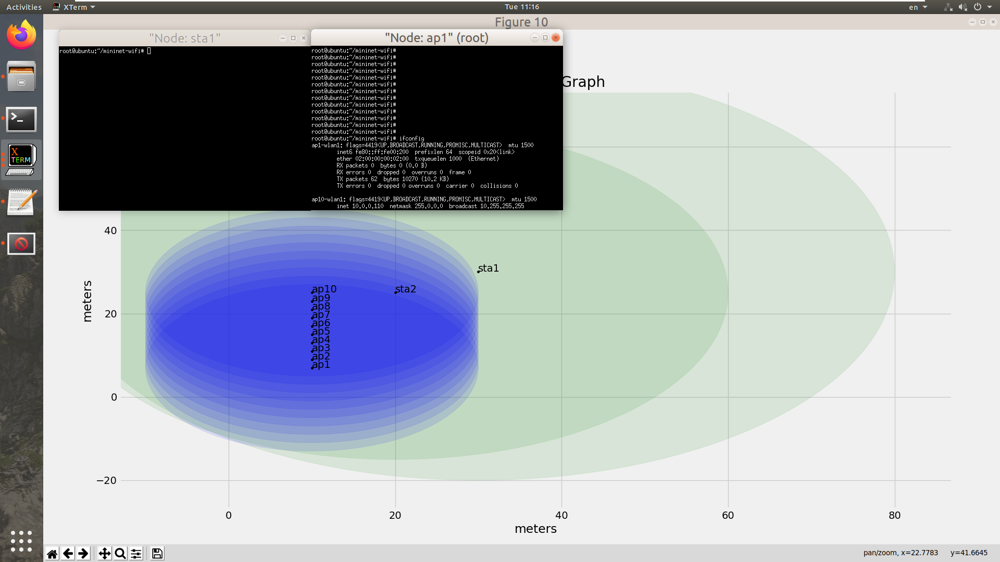 Activities
XTerm
Tue 11:16
en
Figure 10
"Node: sta1"
root@ubuntu:~/mininet-wifi#
"Node: ap1" (root)
root@ubuntu:~/mininet-wifi#
root@ubuntu:~/mininet-wifi#
root@ubuntu:~/mininet-wifi#
root@ubuntu:~/mininet-wifi#
root@ubuntu:~/mininet-wifi#
root@ubuntu:~/mininet-wifi#
root@ubuntu:~/mininet-wifi#
root@ubuntu:~/mininet-wifi#
root@ubuntu:~/mininet-wifi#
root@ubuntu:~/mininet-wifi#
root@ubuntu:~/mininet-wifi#
root@ubuntu:~/mininet-wifi#
root@ubuntu:~/mininet-wifi#
root@ubuntu:~/mininet-wifi# ifconfig
ap1-wlan1: flags=4419<UP,BROADCAST,RUNNING,PROMISC,MULTICAST>  mtu 1500
inet6 fe80::ff:fe00:200  prefixlen 64  scopeid 0x20<link>
ether 02:00:00:00:02:00  txqueuelen 1000  (Ethernet)
RX packets 0  bytes 0 (0.0 B)
RX errors 0  dropped 0  overruns 0  frame 0
TX packets 62  bytes 10270 (10.2 KB)
TX errors 0  dropped 0 overruns 0  carrier 0  collisions 0
ap10-wlan1: flags=4419<UP,BROADCAST,RUNNING,PROMISC,MULTICAST>  mtu 1500
inet 10.0.0.110  netmask 255.0.0.0  broadcast 10.255.255.255
Graph
X
TERM
40
20
0
−20
meters
sta1
sta2
ap10
ap9
ap8
ap7
ap6
ap5
ap4
ap3
ap2
ap1
0
20
40
60
80
meters
pan/zoom, x=22.7783 y=41.6645